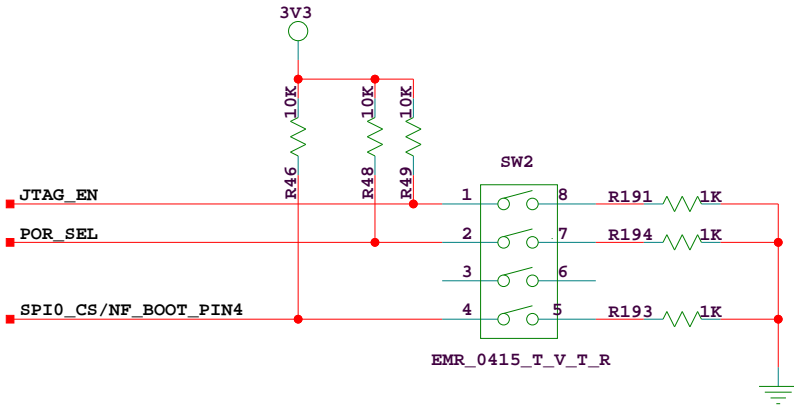 3V3
10K 10K 10K
R46 R48 R49
SW2
JTAG_EN 1 8 R191 1K
POR_SEL 2 7 R194 1K
3 6
SPI0_CS/NF_BOOT_PIN4 4 5 R193 1K
EMR_0415_T_V_T_R